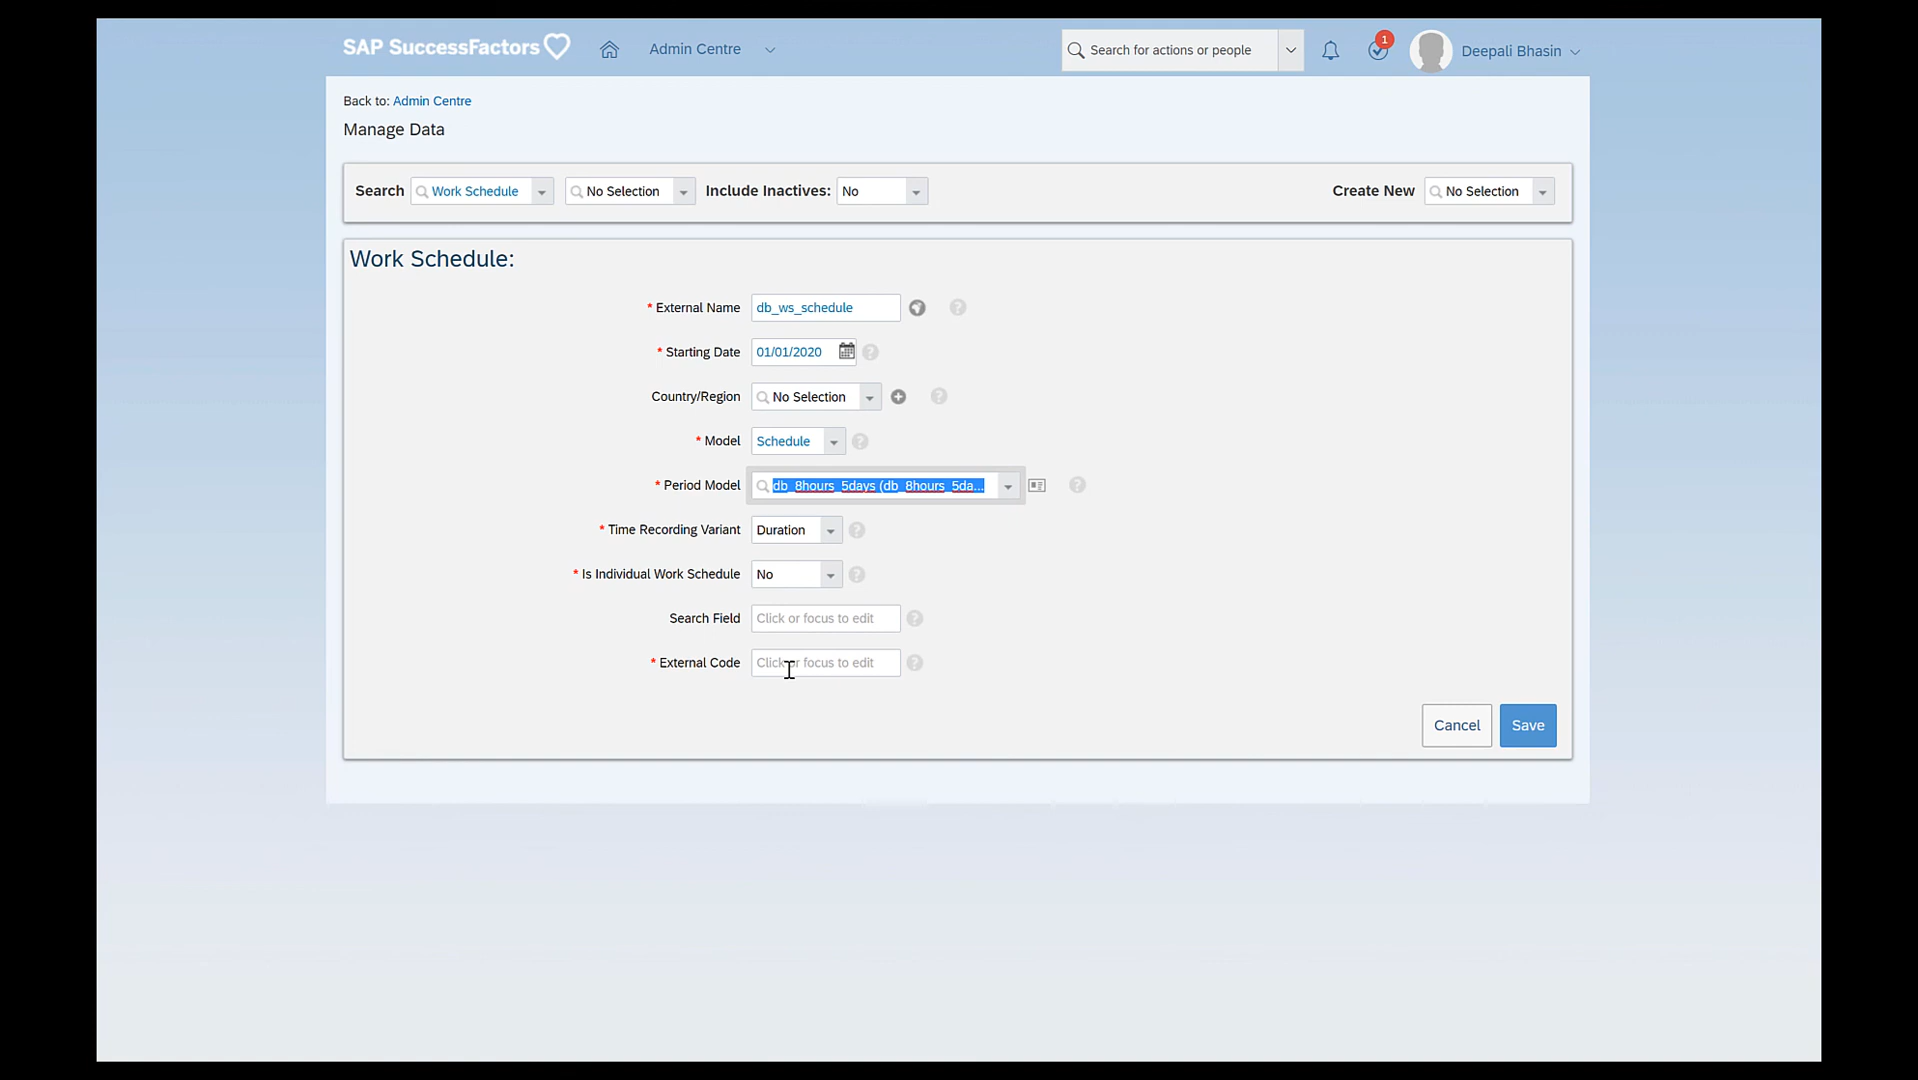 SAP SuccessFactors Admin Centre Search for actions or people 1 Deepali Bhasin
Back to: Admin Centre
Manage Data
Search Work Schedule No Selection Include Inactives: No Create New No Selection
Work Schedule:
* External Name db_ws_schedule ?
* Starting Date 01/01/2020 ?
Country/Region No Selection ?
* Model Schedule ?
* Period Model db_8hours_5days (db_8hours_5da... ?
* Time Recording Variant Duration ?
* Is Individual Work Schedule No ?
Search Field Click or focus to edit ?
* External Code Click or focus to edit ?
Cancel Save